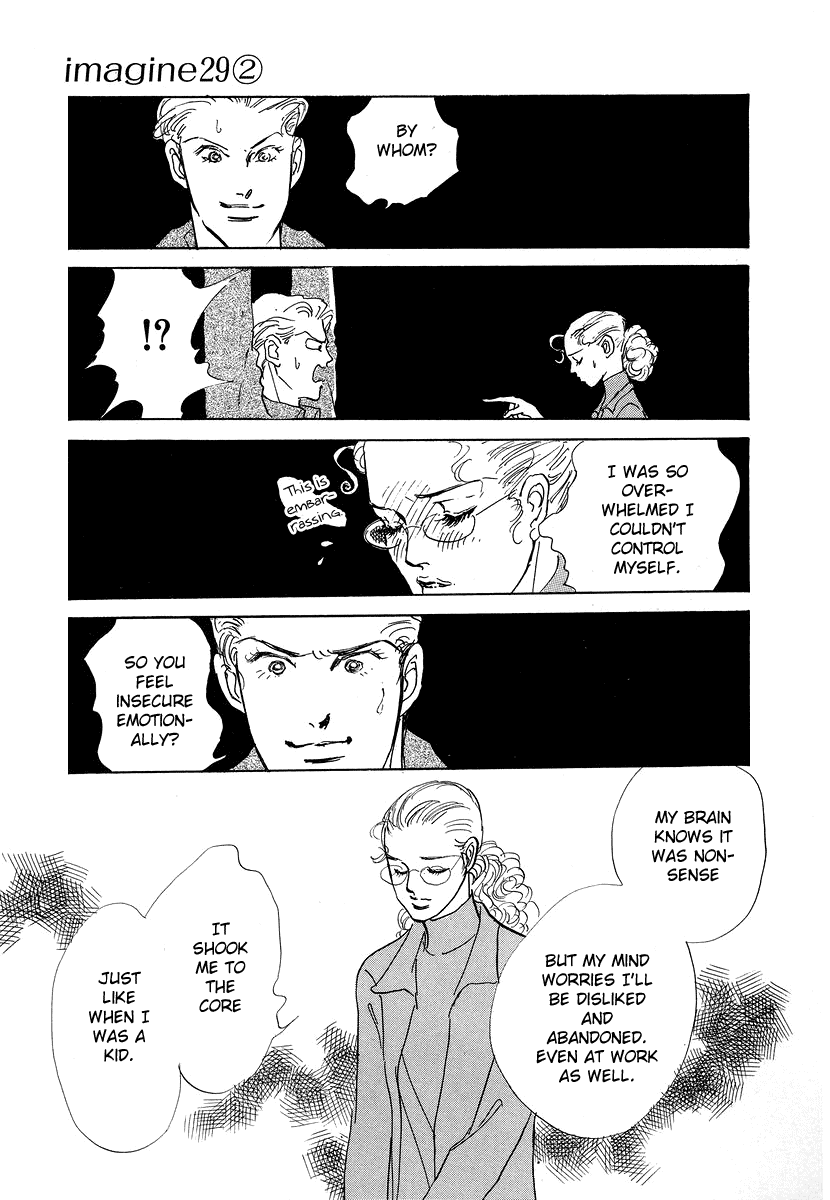 imagine29②
BY
WHOM?
!?
I WAS SO
OVER-
WHELMED I
COULDN'T
CONTROL
MYSELF.
This is
embar-
rassing.
SO YOU
FEEL
INSECURE
EMOTION-
ALLY?
MY BRAIN
KNOWS IT
WAS NON-
SENSE
BUT MY MIND
WORRIES I'LL
BE DISLIKED
AND
ABANDONED.
EVEN AT WORK
AS WELL.
IT
SHOOK
ME TO
THE
CORE
JUST
LIKE
WHEN I
WAS A
KID.